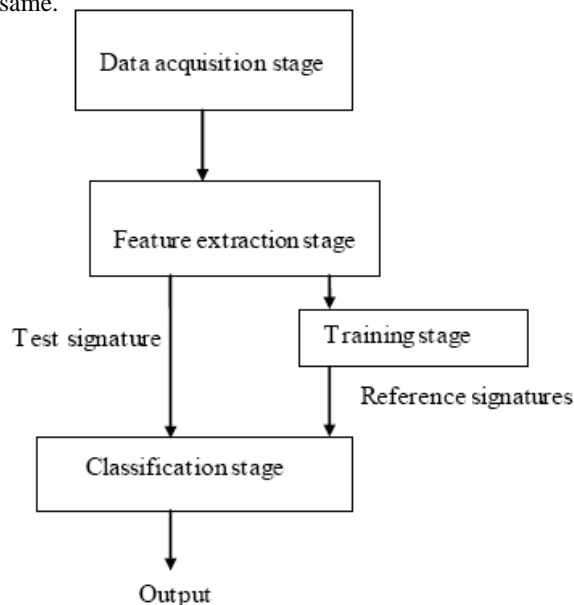 same.
Data acquisition stage
Feature extraction stage
Test signature
Training stage
Reference signatures
Classification stage
Output